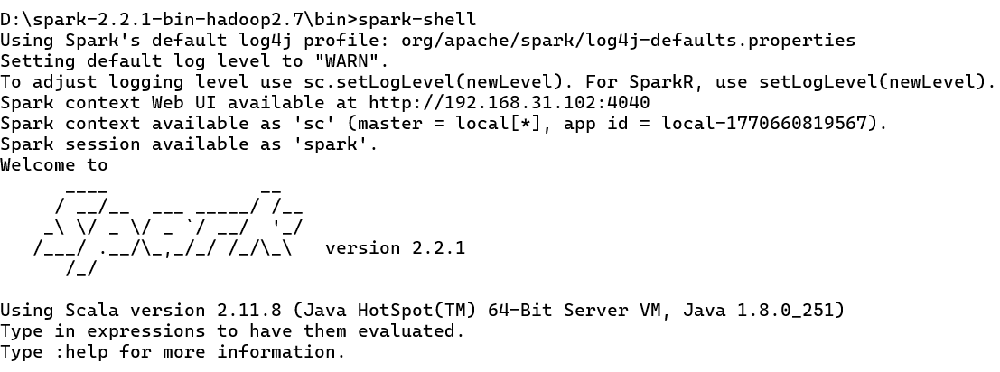 D:\spark-2.2.1-bin-hadoop2.7\bin>spark-shell
Using Spark's default log4j profile: org/apache/spark/log4j-defaults.properties
Setting default log level to "WARN".
To adjust logging level use sc.setLogLevel(newLevel). For SparkR, use setLogLevel(newLevel).
Spark context Web UI available at http://192.168.31.102:4040
Spark context available as 'sc' (master = local[*], app id = local-1770660819567).
Spark session available as 'spark'.
Welcome to
      ____              __
     / __/__  ___ _____/ /__
    _\ \/ _ \/ _ `/ __/  '_/
   /___/ .__/\_,_/_/ /_/\_\   version 2.2.1
      /_/
Using Scala version 2.11.8 (Java HotSpot(TM) 64-Bit Server VM, Java 1.8.0_251)
Type in expressions to have them evaluated.
Type :help for more information.